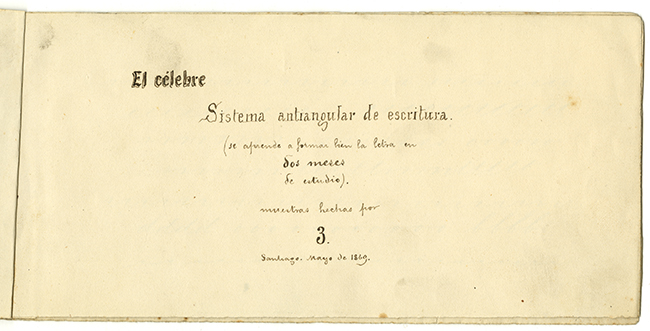 El célebre
Sistema antiangular de escritura.
(se aprende a formar bien la letra en
dos meses
de estudio).
muestras hechas por
3.
Santiago. Mayo de 1869.